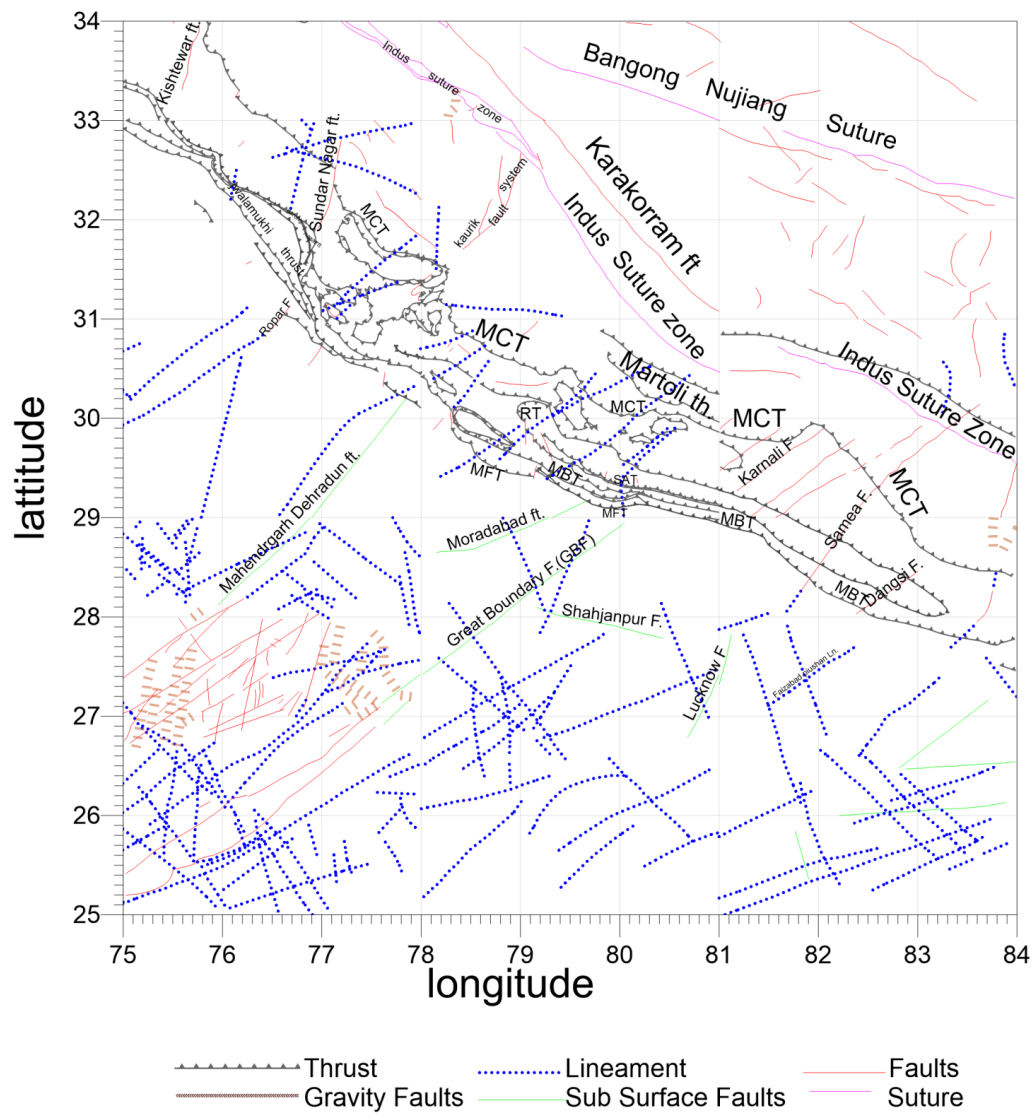 34
33
32
31
30
29
28
27
26
25
lattitude
75 76 77 78 79 80 81 82 83 84
longitude
Kishtewar ft.
Indus suture zone
Bangong Nujiang Suture
Sundar Nagar ft.
MCT
kaurik fault system
Karakorram ft
Indus Suture zone
thrust
Ropar F
MCT
Martoli th.
Indus Suture Zone
MCT
MCT
RT
MFT
MBT
SAT
MFT
MBT
Karnali F
MCT
Samea F.
MBT
Dangsi F.
Mahendrgarh Dehradun ft.
Moradabad ft.
Great Boundary F.(GBF)
Shahjanpur F.
Lucknow F
Thrust Lineament Faults
Gravity Faults Sub Surface Faults Suture